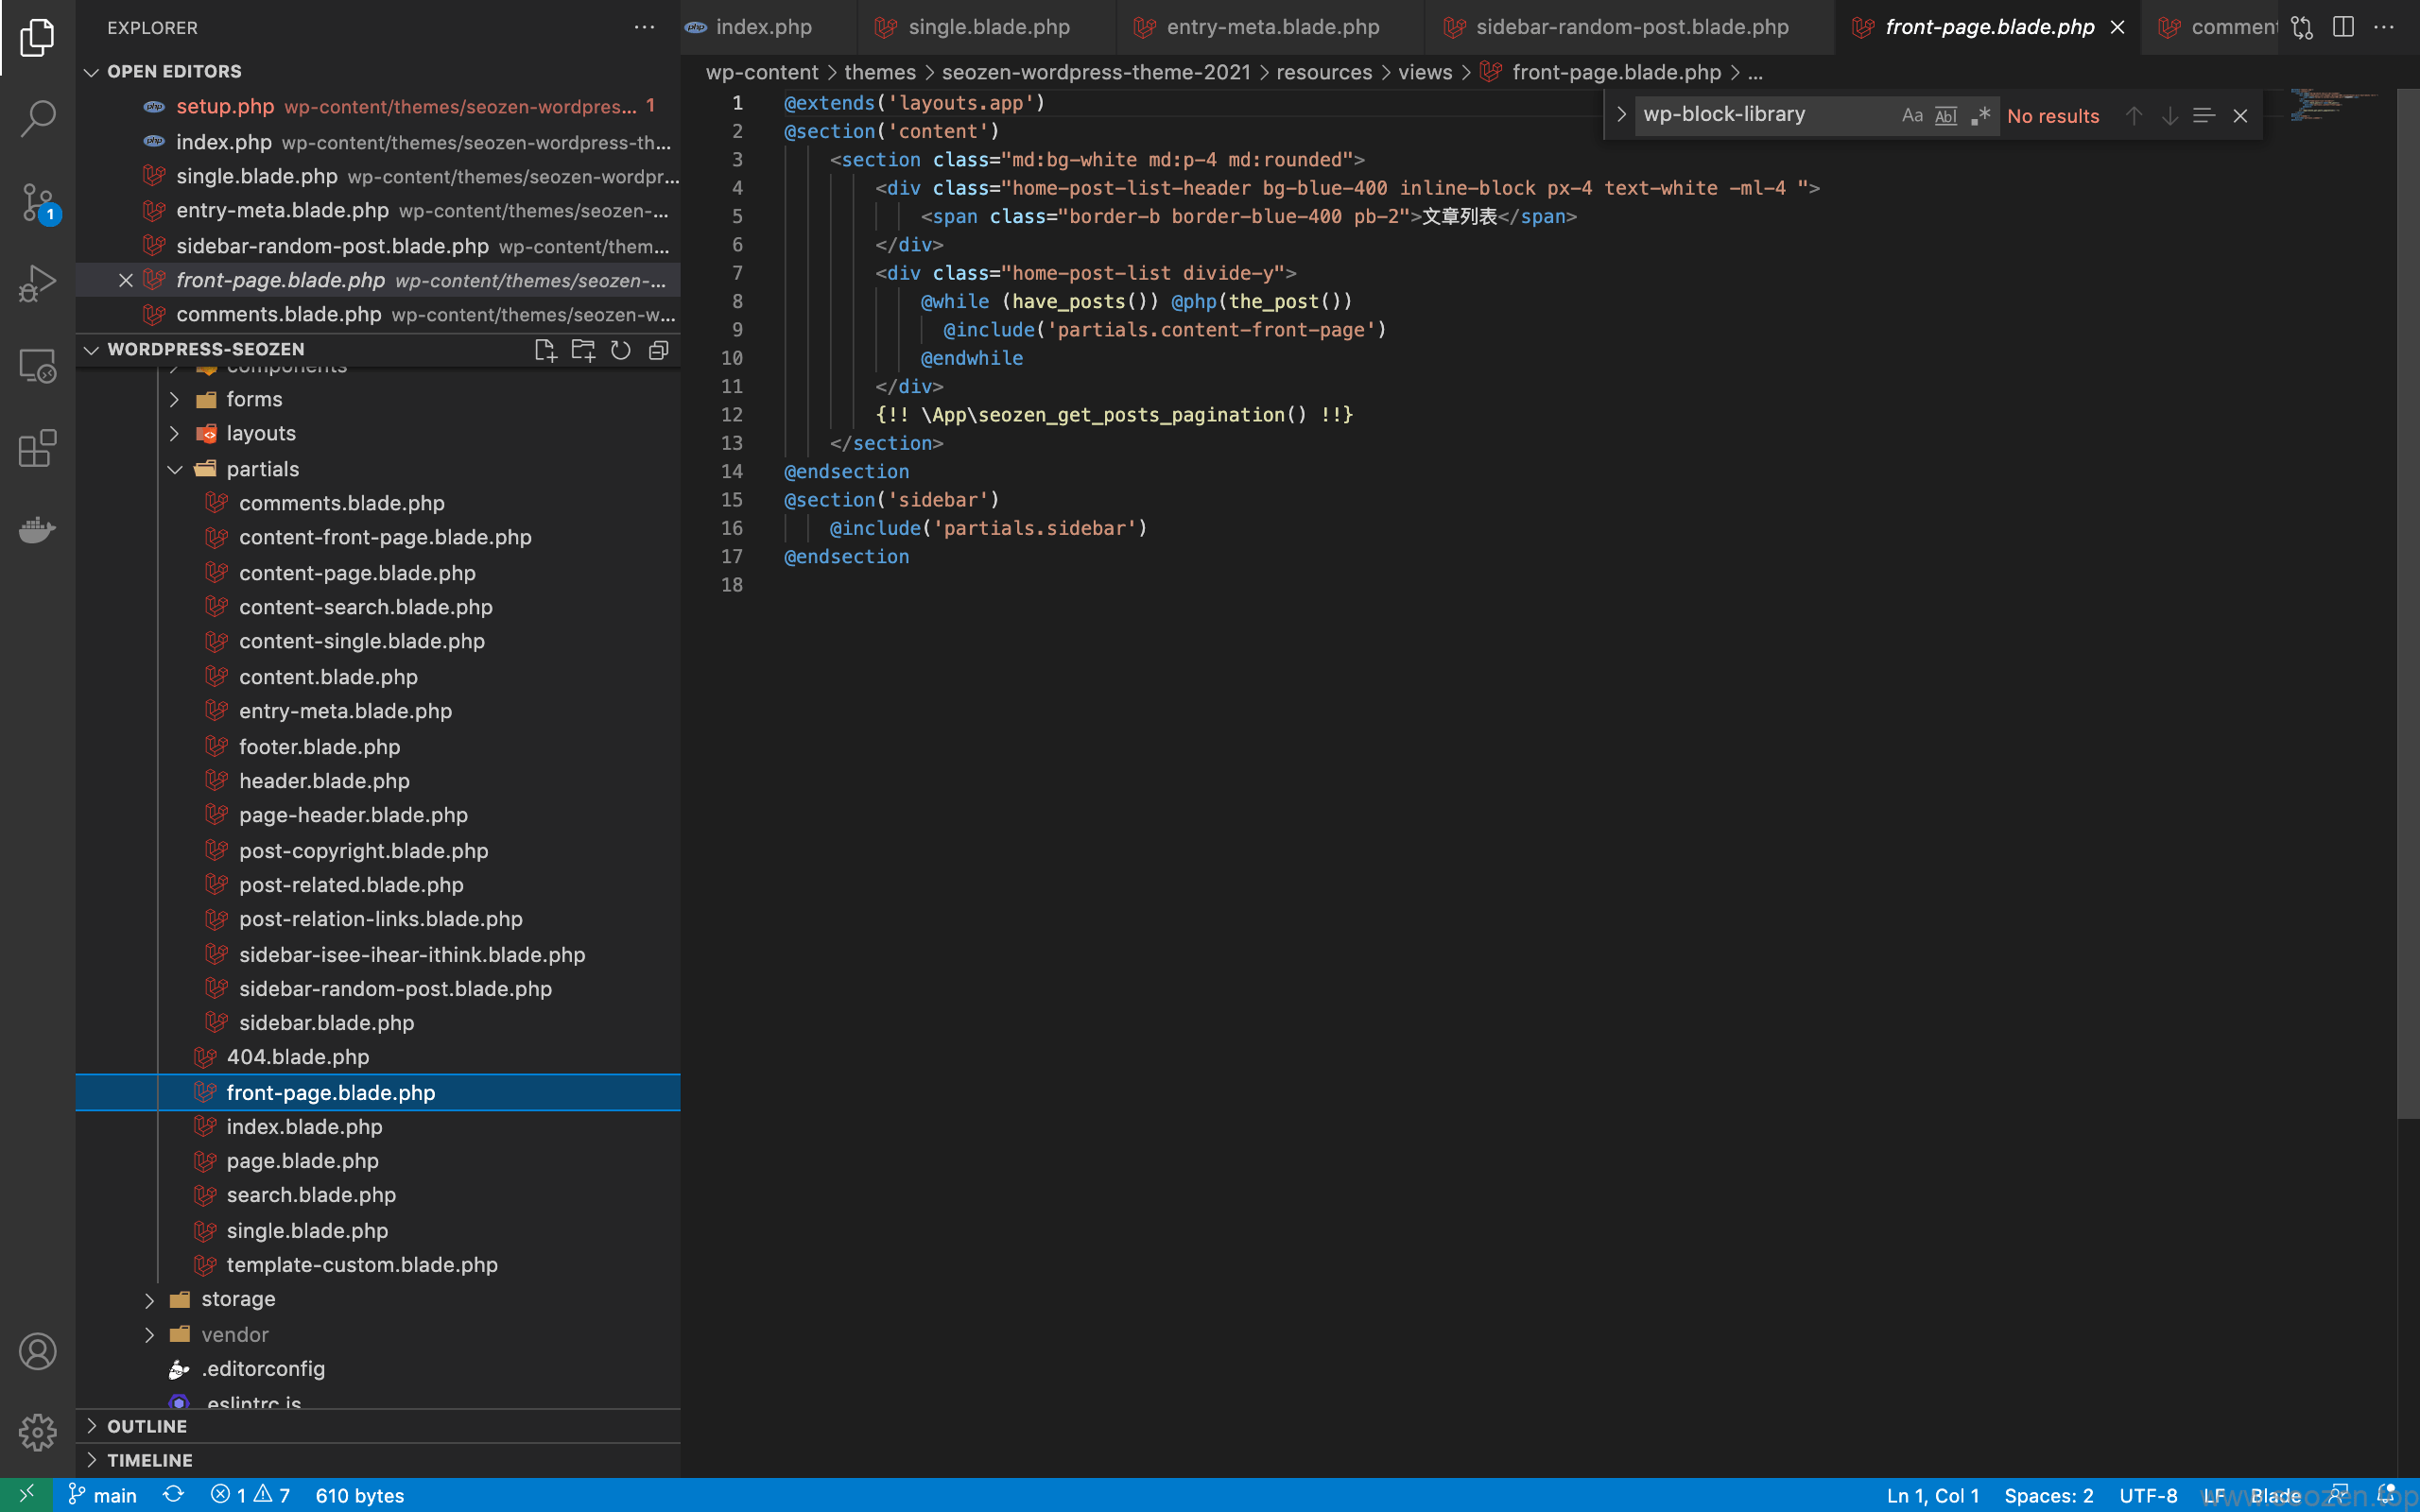 EXPLORER
OPEN EDITORS
setup.php wp-content/themes/seozen-wordpres... 1
index.php wp-content/themes/seozen-wordpress-th...
single.blade.php wp-content/themes/seozen-wordpr...
entry-meta.blade.php wp-content/themes/seozen-...
sidebar-random-post.blade.php wp-content/them...
front-page.blade.php wp-content/themes/seozen-...
comments.blade.php wp-content/themes/seozen-w...
WORDPRESS-SEOZEN
components
forms
layouts
partials
comments.blade.php
content-front-page.blade.php
content-page.blade.php
content-search.blade.php
content-single.blade.php
content.blade.php
entry-meta.blade.php
footer.blade.php
header.blade.php
page-header.blade.php
post-copyright.blade.php
post-related.blade.php
post-relation-links.blade.php
sidebar-isee-ihear-ithink.blade.php
sidebar-random-post.blade.php
sidebar.blade.php
404.blade.php
front-page.blade.php
index.blade.php
page.blade.php
search.blade.php
single.blade.php
template-custom.blade.php
storage
vendor
.editorconfig
.eslintrc.js
OUTLINE
TIMELINE
1
index.php single.blade.php entry-meta.blade.php sidebar-random-post.blade.php front-page.blade.php comment
wp-content > themes > seozen-wordpress-theme-2021 > resources > views > front-page.blade.php > ...
wp-block-library Aa Abl .* No results
1 @extends('layouts.app')
2 @section('content')
3 <section class="md:bg-white md:p-4 md:rounded">
4 <div class="home-post-list-header bg-blue-400 inline-block px-4 text-white -ml-4 ">
5 <span class="border-b border-blue-400 pb-2">文章列表</span>
6 </div>
7 <div class="home-post-list divide-y">
8 @while (have_posts()) @php(the_post())
9 @include('partials.content-front-page')
10 @endwhile
11 </div>
12 {!! \App\seozen_get_posts_pagination() !!}
13 </section>
14 @endsection
15 @section('sidebar')
16 @include('partials.sidebar')
17 @endsection
18
main 1 7 610 bytes
Ln 1, Col 1 Spaces: 2 UTF-8 LF Blade
www.seozen.top